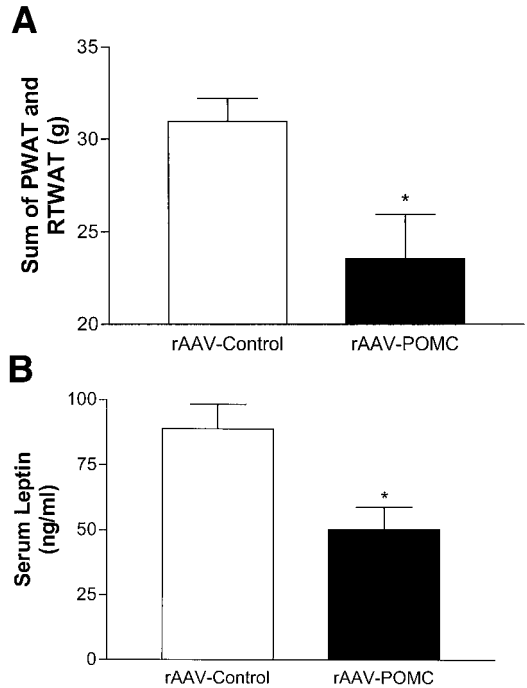 A
Sum of PWAT and
RTWAT (g)
35
30
25
20
*
rAAV-Control
rAAV-POMC
B
Serum Leptin
(ng/ml)
100
75
50
25
0
*
rAAV-Control
rAAV-POMC